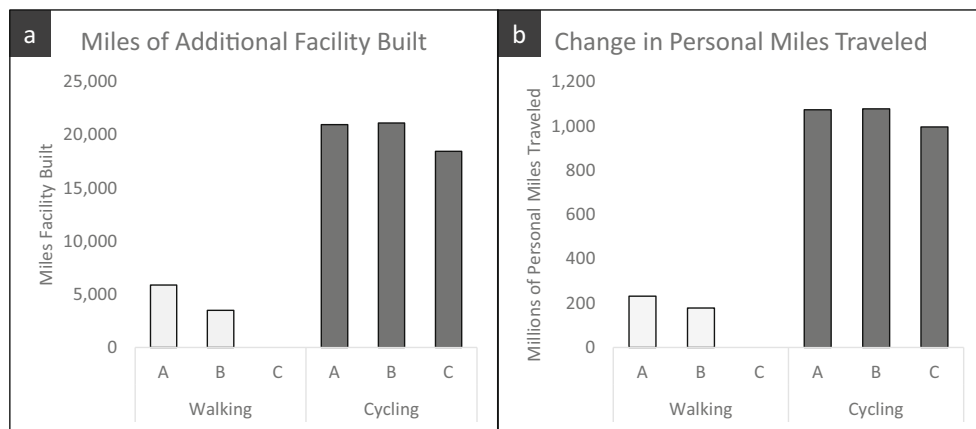 a
Miles of Additional Facility Built
25,000
20,000
15,000
10,000
5,000
0
Miles Facility Built
A B C A B C
Walking Cycling
b
Change in Personal Miles Traveled
1,200
1,000
800
600
400
200
0
Millions of Personal Miles Traveled
A B C A B C
Walking Cycling